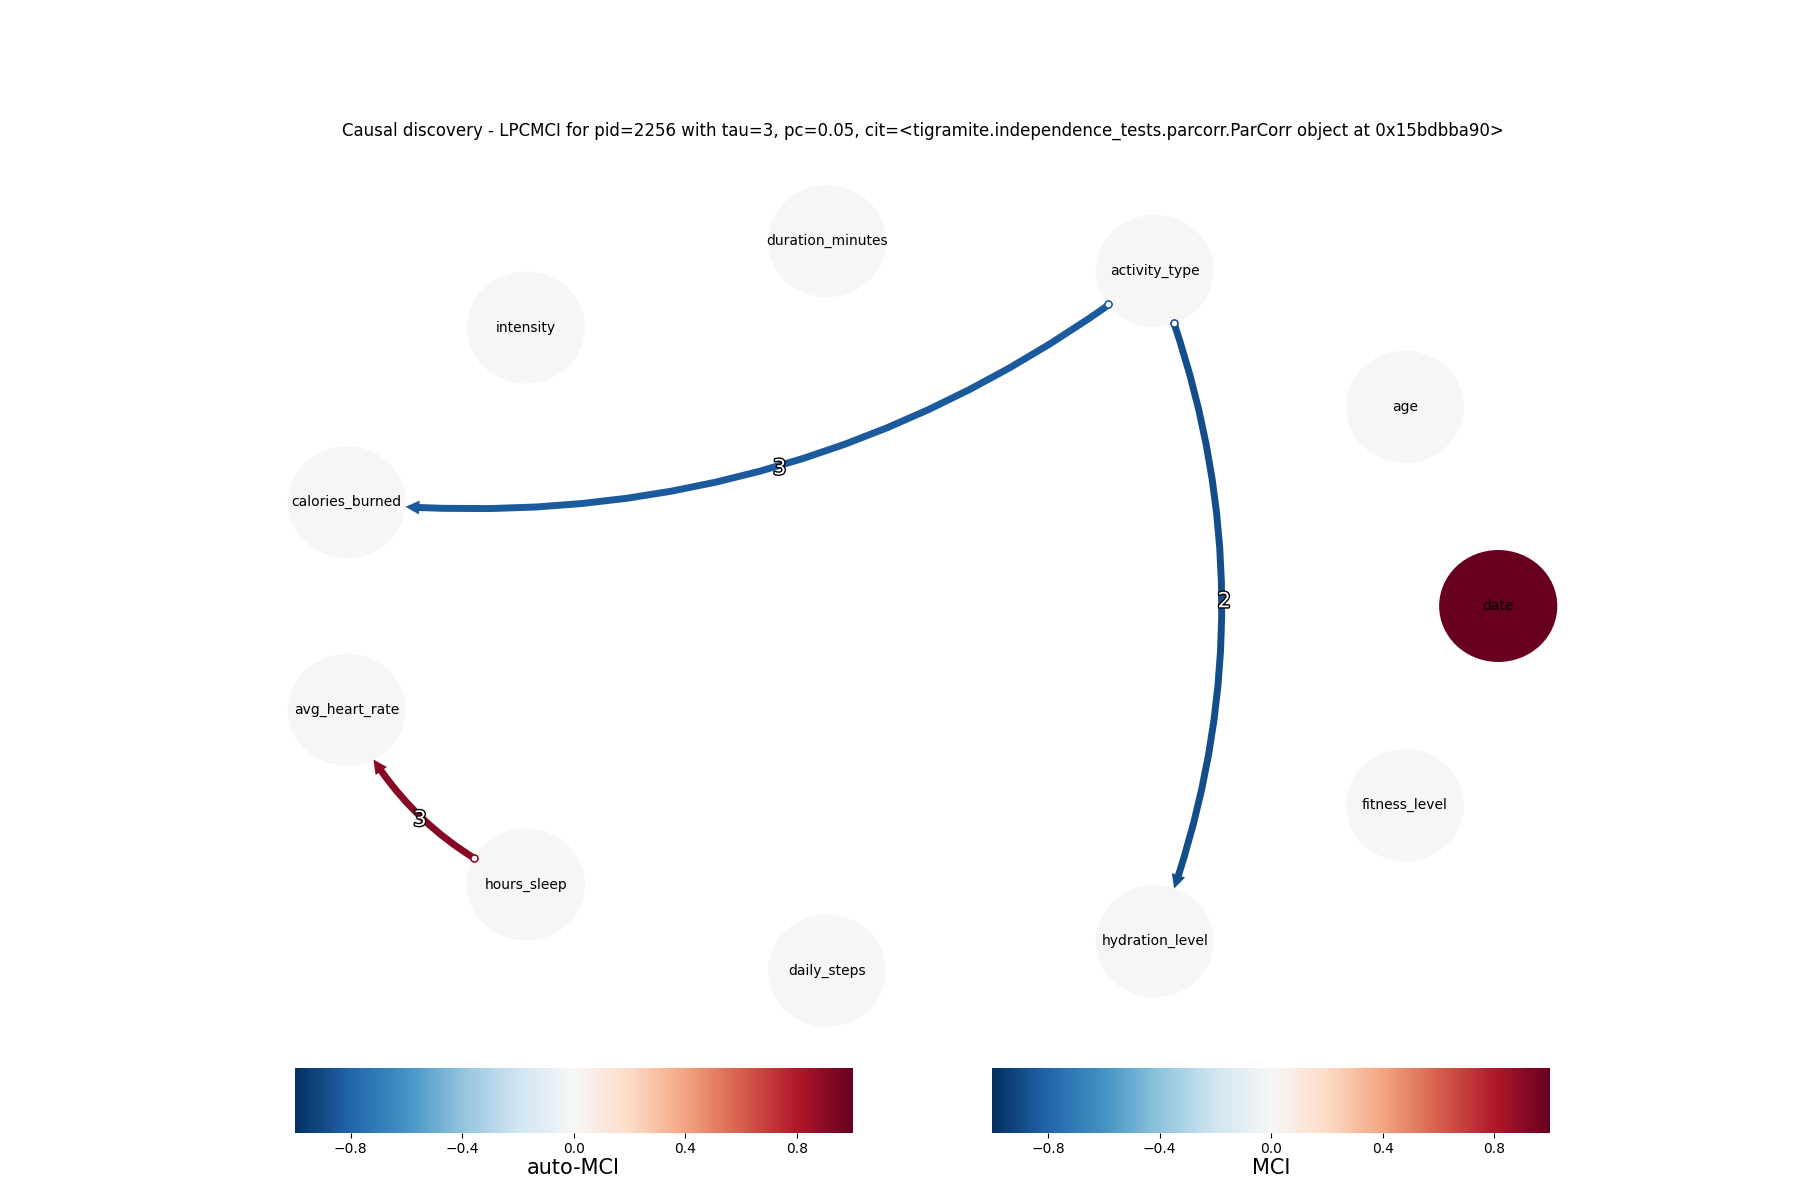 Causal discovery - LPCMCI for pid=2256 with tau=3, pc=0.05, cit=<tigramite.independence_tests.parcorr.ParCorr object at 0x15bdbba90>
duration_minutes
activity_type
intensity
age
3
calories_burned
2
date
avg_heart_rate
fitness_level
3
hours_sleep
hydration_level
daily_steps
−0.8 −0.4 0.0 0.4 0.8
auto-MCI
−0.8 −0.4 0.0 0.4 0.8
MCI